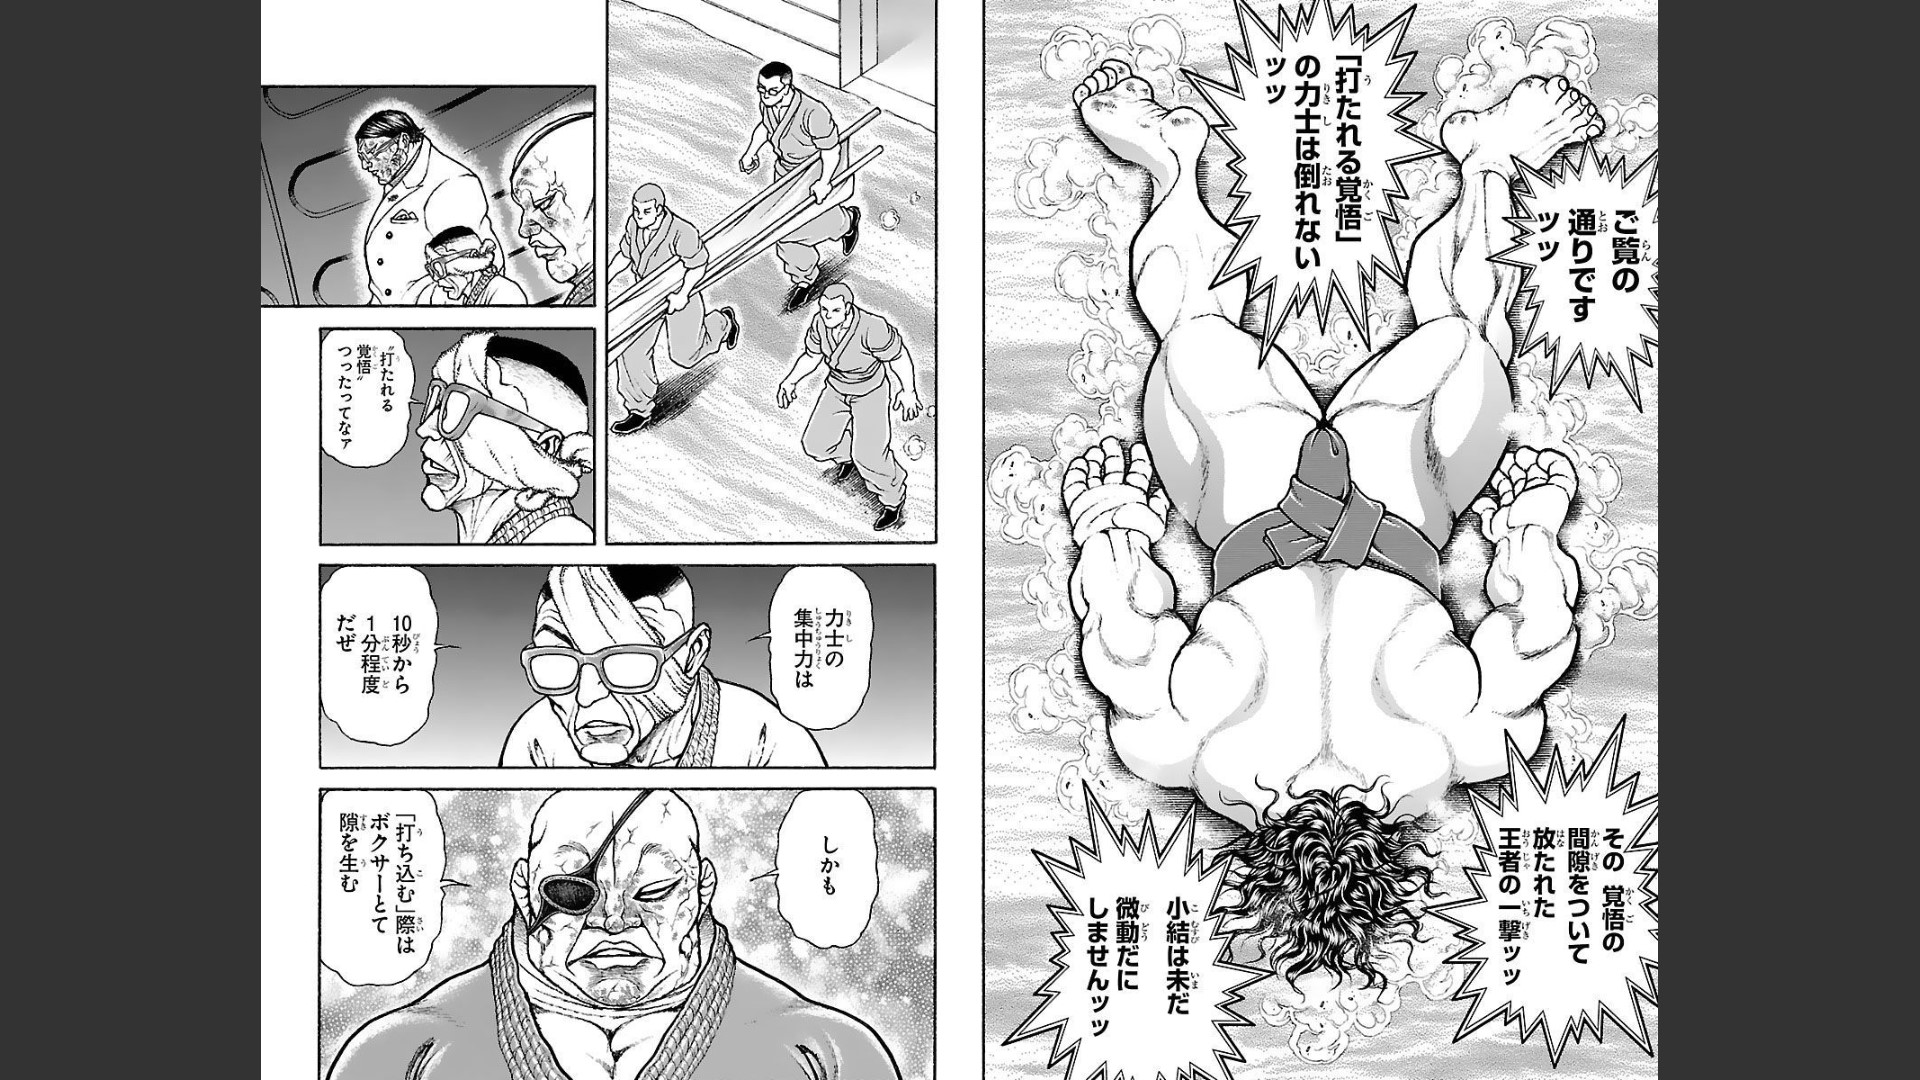 ご覧の
通りです
ッッ
「打たれる覚悟」
の力士は倒れない
ッッ
その覚悟の
間隙をついて
放たれた
王者の一撃ッッ
小結は未だ
微動だに
しませんッッ
〝打たれる
覚悟〟
つったってなァ
力士の
集中力は
10秒から
1分程度
だぜ
しかも
「打ち込む」際は
ボクサーとて
隙を生む